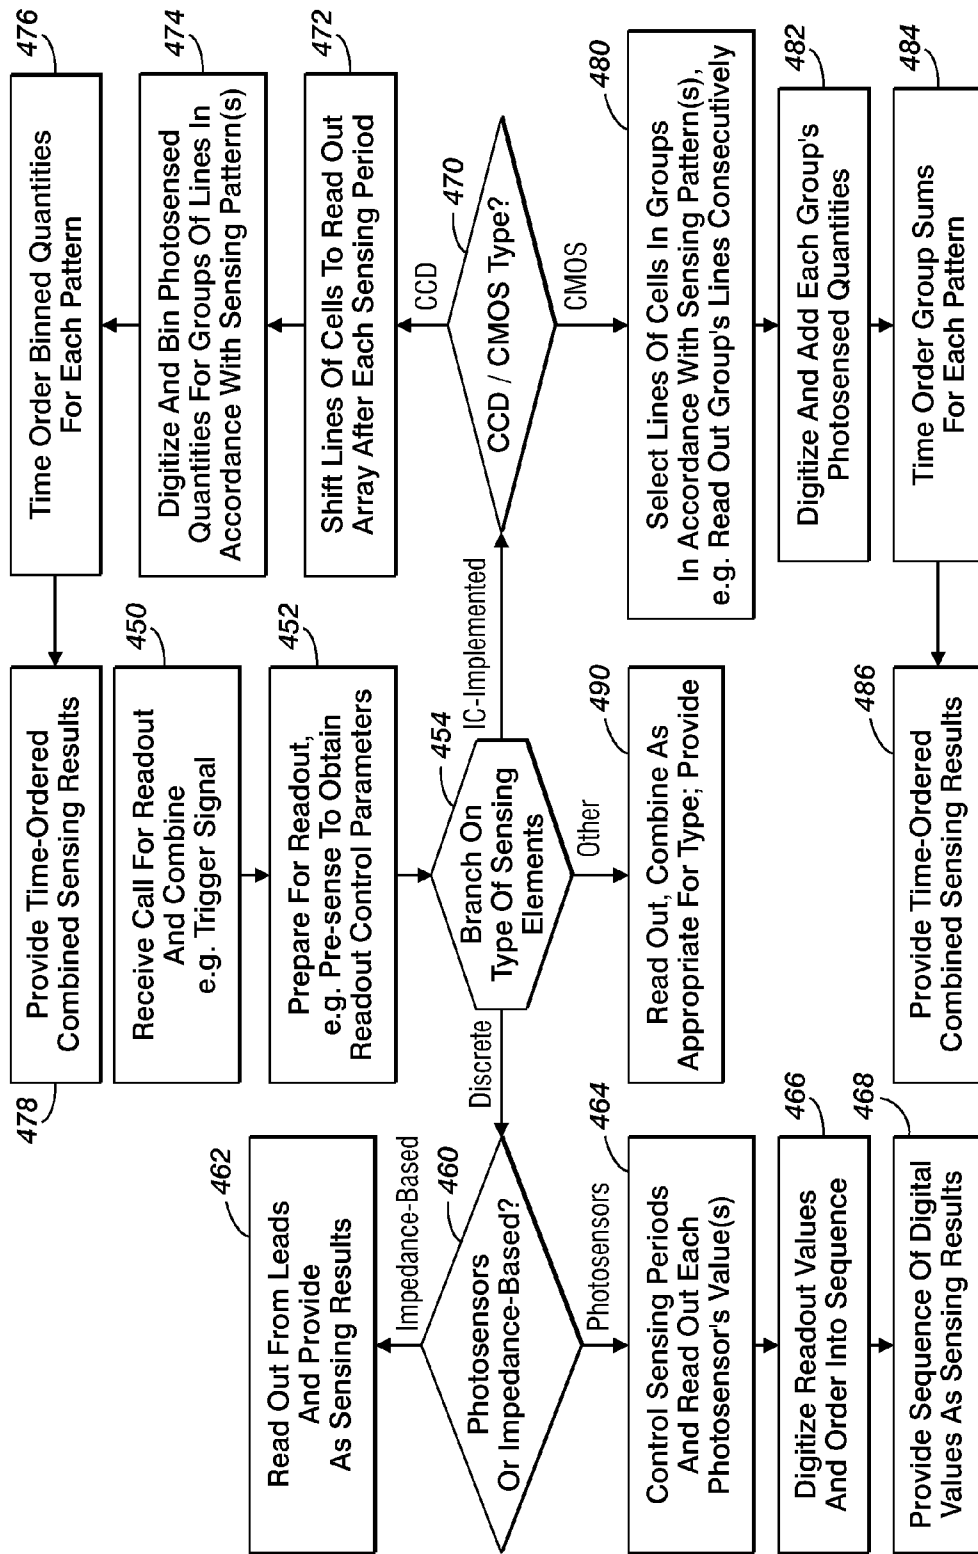 478
Provide Time-Ordered
Combined Sensing Results
476
Time Order Binned Quantities
For Each Pattern
450
Receive Call For Readout
And Combine
e.g. Trigger Signal
474
Digitize And Bin Photosensed
Quantities For Groups Of Lines In
Accordance With Sensing Pattern(s)
462
Read Out From Leads
And Provide
As Sensing Results
452
Prepare For Readout,
e.g. Pre-sense To Obtain
Readout Control Parameters
472
Shift Lines Of Cells To Read Out
Array After Each Sensing Period
Impedance-Based
460
Photosensors
Or Impedance-Based?
Photosensors
Discrete
454
Branch On
Type Of Sensing
Elements
Other
IC-Implemented
CCD
470
CCD / CMOS Type?
CMOS
464
Control Sensing Periods
And Read Out Each
Photosensor's Value(s)
490
Read Out, Combine As
Appropriate For Type; Provide
480
Select Lines Of Cells In Groups
In Accordance With Sensing Pattern(s),
e.g. Read Out Group's Lines Consecutively
466
Digitize Readout Values
And Order Into Sequence
482
Digitize And Add Each Group's
Photosensed Quantities
468
Provide Sequence Of Digital
Values As Sensing Results
486
Provide Time-Ordered
Combined Sensing Results
484
Time Order Group Sums
For Each Pattern